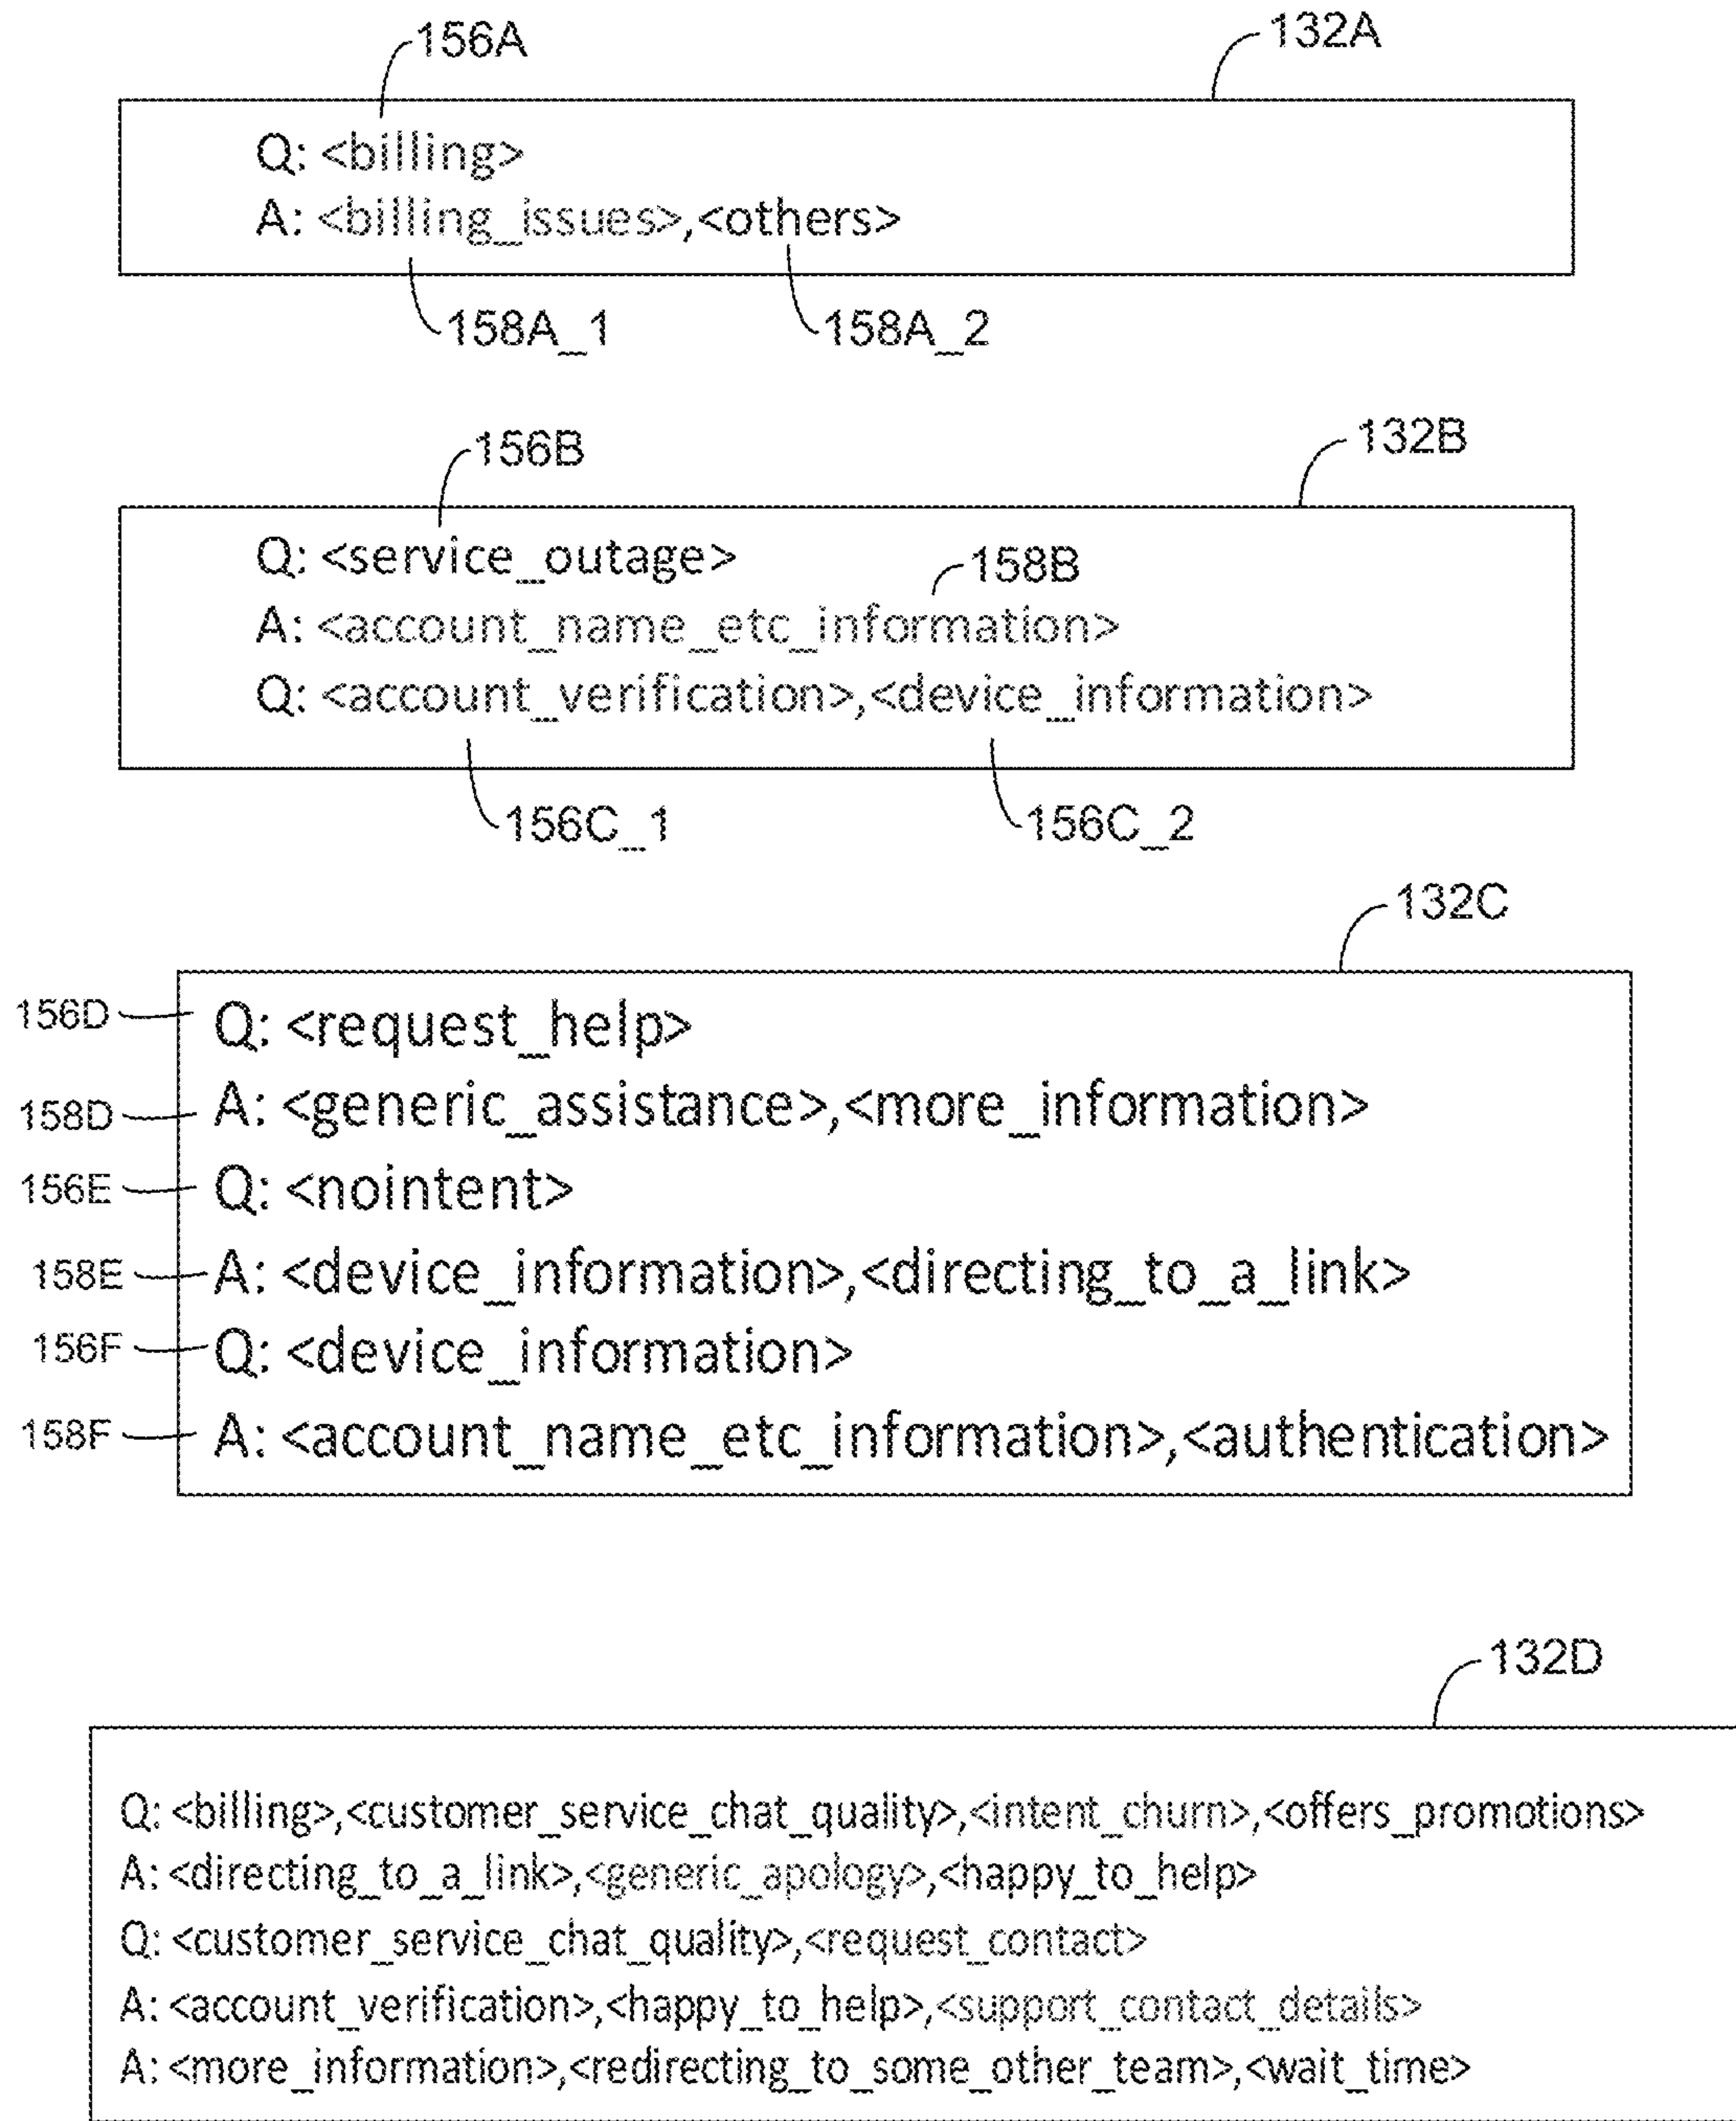 156A
132A
Q: <billing>
A: <billing_issues>,<others>
158A_1
158A_2
156B
132B
Q: <service_outage>
158B
A: <account_name_etc_information>
Q: <account_verification>,<device_information>
156C_1
156C_2
132C
156D
Q: <request_help>
158D
A: <generic_assistance>,<more_information>
156E
Q: <nointent>
158E
A: <device_information>,<directing_to_a_link>
156F
Q: <device_information>
158F
A: <account_name_etc_information>,<authentication>
132D
Q: <billing>,<customer_service_chat_quality>,<intent_churn>,<offers_promotions>
A: <directing_to_a_link>,<generic_apology>,<happy_to_help>
Q: <customer_service_chat_quality>,<request_contact>
A: <account_verification>,<happy_to_help>,<support_contact_details>
A: <more_information>,<redirecting_to_some_other_team>,<wait_time>